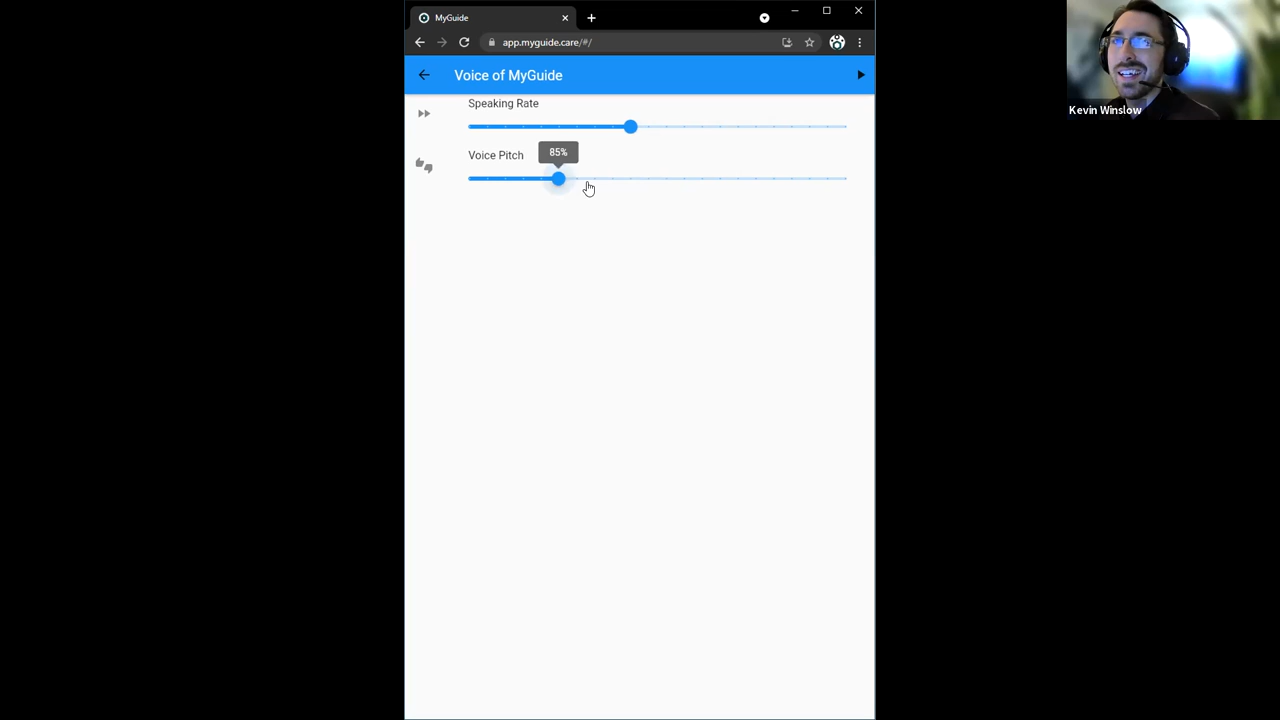 MyGuide
app.myguide.care/#/
Voice of MyGuide
Speaking Rate
Voice Pitch
85%
Kevin Winslow